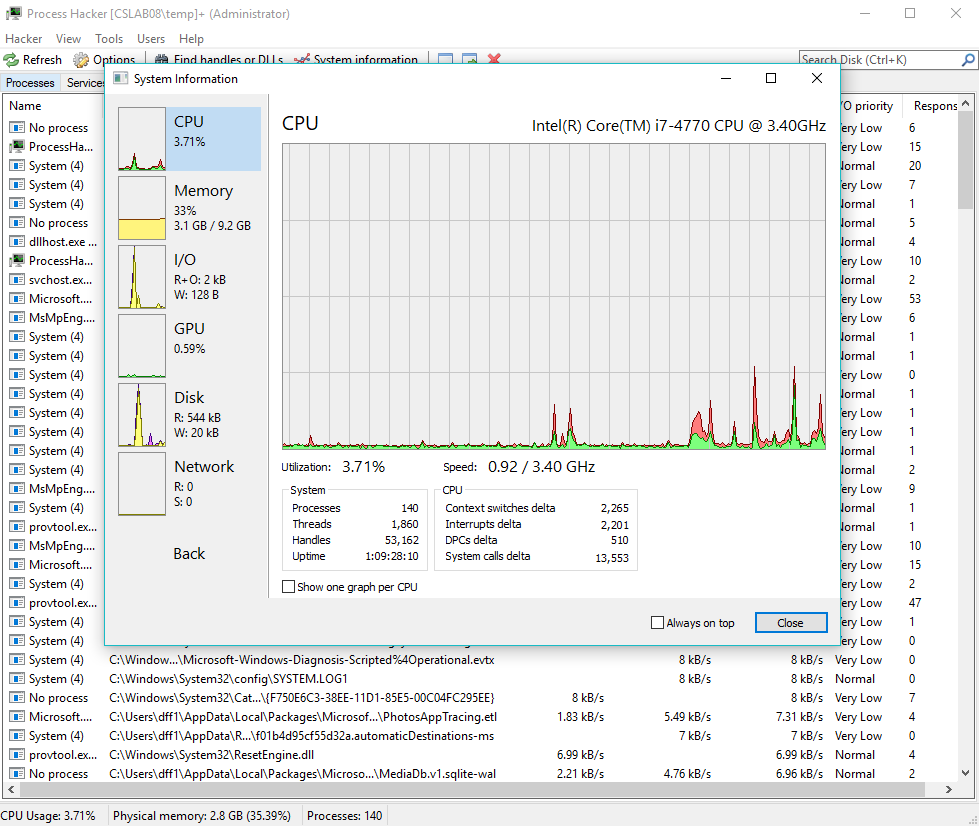 Process Hacker [CSLAB08\temp]+ (Administrator)
Hacker View Tools Users Help
Refresh Options Find handles or DLLs System information Search Disk (Ctrl+K)
Processes Services
System Information
Name I/O priority Respons
CPU
3.71%
Memory
33%
3.1 GB / 9.2 GB
I/O
R+O: 2 kB
W: 128 B
GPU
0.59%
Disk
R: 544 kB
W: 20 kB
Network
R: 0
S: 0
Back
CPU Intel(R) Core(TM) i7-4770 CPU @ 3.40GHz
Utilization: 3.71% Speed: 0.92 / 3.40 GHz
System
Processes 140
Threads 1,860
Handles 53,162
Uptime 1:09:28:10
CPU
Context switches delta 2,265
Interrupts delta 2,201
DPCs delta 510
System calls delta 13,553
Show one graph per CPU
Always on top Close
No process ery Low 6
ProcessHa... ery Low 15
System (4) ormal 20
System (4) ery Low 7
System (4) ormal 1
No process ormal 5
dllhost.exe ... ormal 4
ProcessHa... ery Low 10
svchost.ex... ormal 2
Microsoft.... ery Low 53
MsMpEng.... ery Low 6
System (4) ormal 1
System (4) ormal 1
System (4) ery Low 0
System (4) ormal 1
System (4) ormal 1
System (4) ery Low 1
System (4) ormal 1
System (4) ery Low 2
MsMpEng.... ery Low 9
System (4) ormal 1
provtool.ex... ormal 1
MsMpEng.... ery Low 10
Microsoft.... ery Low 15
System (4) ery Low 2
provtool.ex... ery Low 47
System (4) ery Low 1
System (4) ery Low 0
System (4) C:\Window...\Microsoft-Windows-Diagnosis-Scripted%4Operational.evtx 8 kB/s 8 kB/s Very Low 0
System (4) C:\Windows\System32\config\SYSTEM.LOG1 8 kB/s 8 kB/s Normal 0
No process C:\Windows\System32\Cat...\{F750E6C3-38EE-11D1-85E5-00C04FC295EE} 8 kB/s 8 kB/s Very Low 7
Microsoft.... C:\Users\dff1\AppData\Local\Packages\Microsof...\PhotosAppTracing.etl 1.83 kB/s 5.49 kB/s 7.31 kB/s Very Low 4
System (4) C:\Users\dff1\AppData\R...\f01b4d95cf55d32a.automaticDestinations-ms 7 kB/s 7 kB/s Very Low 0
provtool.ex... C:\Windows\System32\ResetEngine.dll 6.99 kB/s 6.99 kB/s Normal 4
No process C:\Users\dff1\AppData\Local\Packages\Microso...\MediaDb.v1.sqlite-wal 2.21 kB/s 4.76 kB/s 6.96 kB/s Very Low 2
CPU Usage: 3.71% Physical memory: 2.8 GB (35.39%) Processes: 140